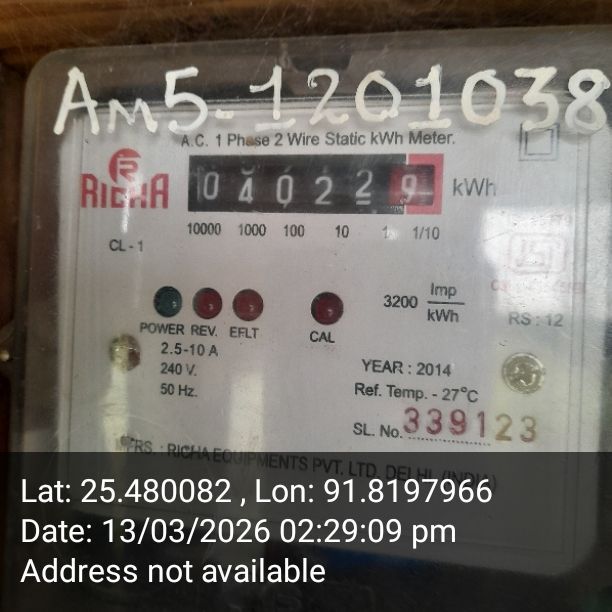 Am5-1201038
A.C. 1 Phase 2 Wire Static kWh Meter.
RICHA
040229 kWh
10000 1000 100 10 1 1/10
CL-1
3200 Imp/kWh
RS : 12
POWER REV. EFLT CAL
2.5-10 A
240 V.
50 Hz.
YEAR : 2014
Ref. Temp. - 27°C
SL. No. 339123
MFRS. : RICHA EQUIPMENTS PVT. LTD. DELHI, (INDIA)
Lat: 25.480082 , Lon: 91.8197966
Date: 13/03/2026 02:29:09 pm
Address not available